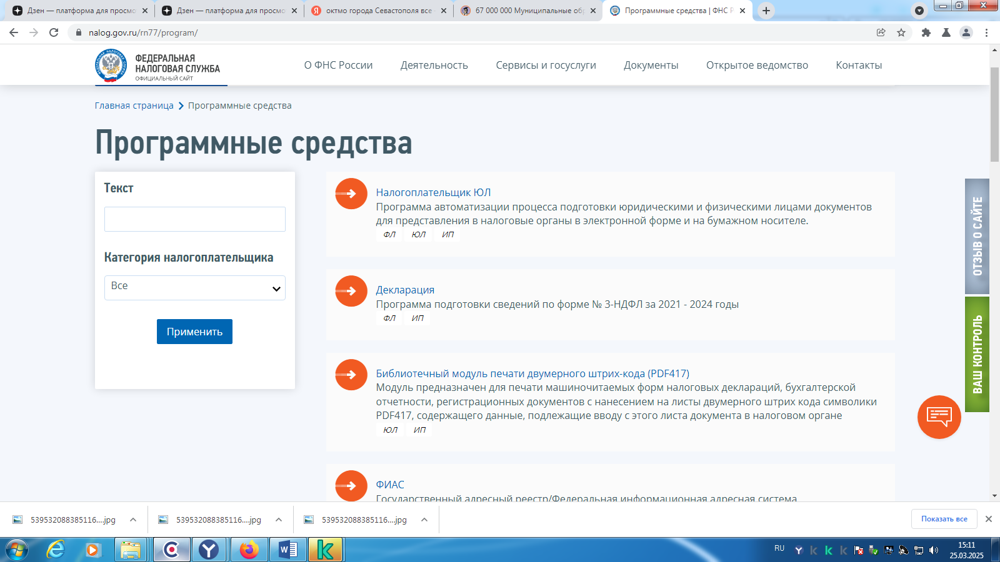 Дзен — платформа для просмо
Дзен — платформа для просмо
октмо города Севастополя все
67 000 000 Муниципальные обр
Программные средства | ФНС Р
nalog.gov.ru/rn77/program/
ФЕДЕРАЛЬНАЯ
НАЛОГОВАЯ СЛУЖБА
ОФИЦИАЛЬНЫЙ САЙТ
О ФНС России
Деятельность
Сервисы и госуслуги
Документы
Открытое ведомство
Контакты
Главная страница
Программные средства
Программные средства
Текст
Категория налогоплательщика
Все
Применить
Налогоплательщик ЮЛ
Программа автоматизации процесса подготовки юридическими и физическими лицами документов
для представления в налоговые органы в электронной форме и на бумажном носителе.
ФЛ ЮЛ ИП
Декларация
Программа подготовки сведений по форме № 3-НДФЛ за 2021 - 2024 годы
ФЛ ИП
Библиотечный модуль печати двумерного штрих-кода (PDF417)
Модуль предназначен для печати машиночитаемых форм налоговых деклараций, бухгалтерской
отчетности, регистрационных документов с нанесением на листы двумерного штрих кода символики
PDF417, содержащего данные, подлежащие вводу с этого листа документа в налоговом органе
ЮЛ ИП
ФИАС
Государственный адресный реестр/Федеральная информационная адресная система
ОТЗЫВ О САЙТЕ
ВАШ КОНТРОЛЬ
539532088385116....jpg
539532088385116....jpg
539532088385116....jpg
Показать все
RU
15:11
25.03.2025